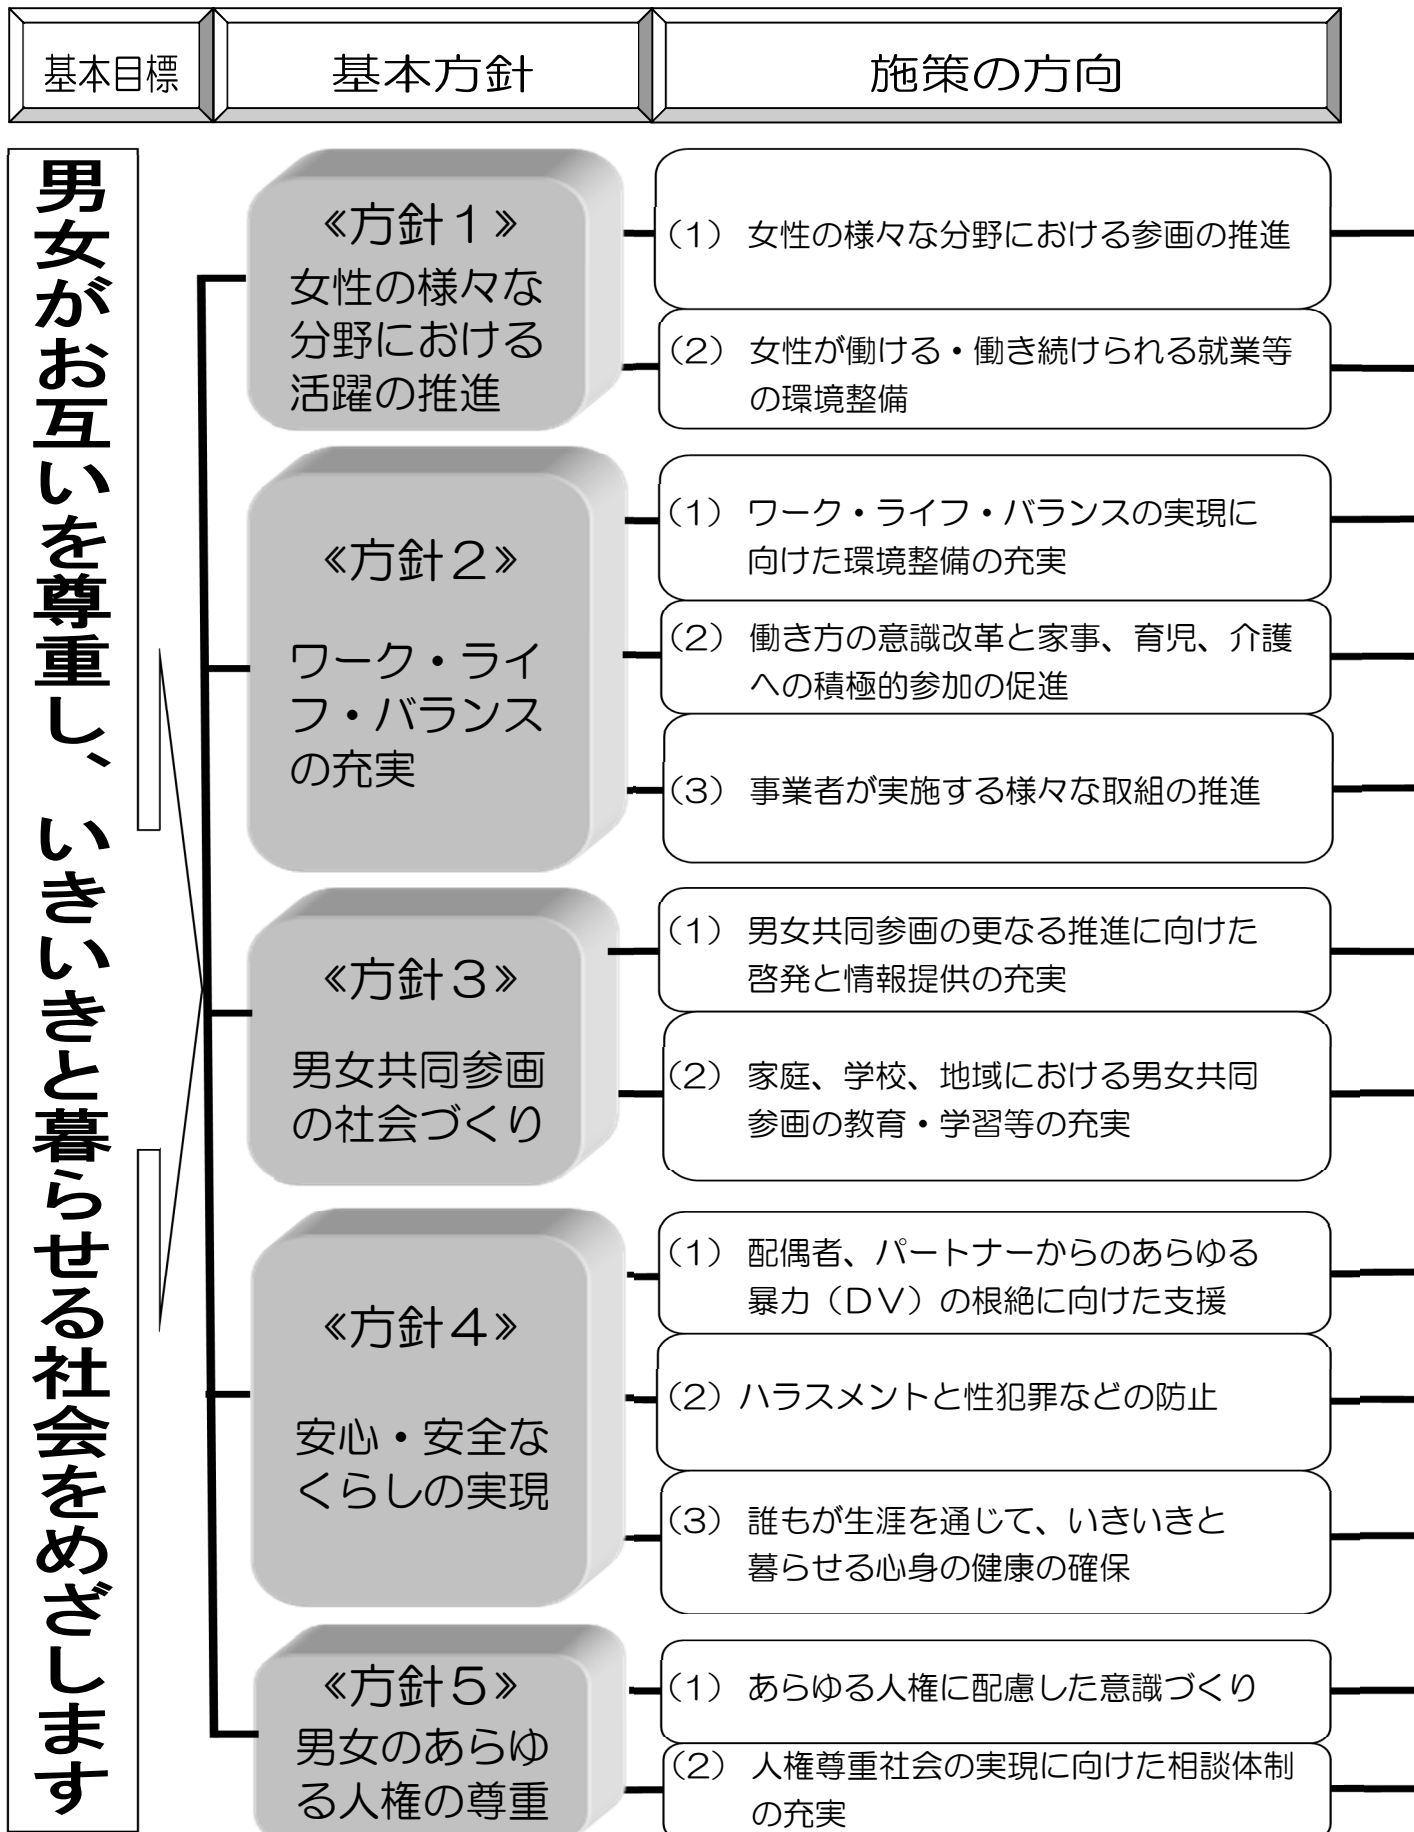 基本目標
基本方針
施策の方向
男女がお互いを尊重し、いきいきと暮らせる社会をめざします
≪方針１≫
女性の様々な
分野における
活躍の推進
（１） 女性の様々な分野における参画の推進
（２） 女性が働ける・働き続けられる就業等
の環境整備
≪方針２≫
ワーク・ライ
フ・バランス
の充実
（１） ワーク・ライフ・バランスの実現に
向けた環境整備の充実
（２） 働き方の意識改革と家事、育児、介護
への積極的参加の促進
（３） 事業者が実施する様々な取組の推進
≪方針３≫
男女共同参画
の社会づくり
（１） 男女共同参画の更なる推進に向けた
啓発と情報提供の充実
（２） 家庭、学校、地域における男女共同
参画の教育・学習等の充実
≪方針４≫
安心・安全な
くらしの実現
（１） 配偶者、パートナーからのあらゆる
暴力（ＤＶ）の根絶に向けた支援
（２）ハラスメントと性犯罪などの防止
（３） 誰もが生涯を通じて、いきいきと
暮らせる心身の健康の確保
≪方針５≫
男女のあらゆ
る人権の尊重
（１） あらゆる人権に配慮した意識づくり
（２） 人権尊重社会の実現に向けた相談体制
の充実